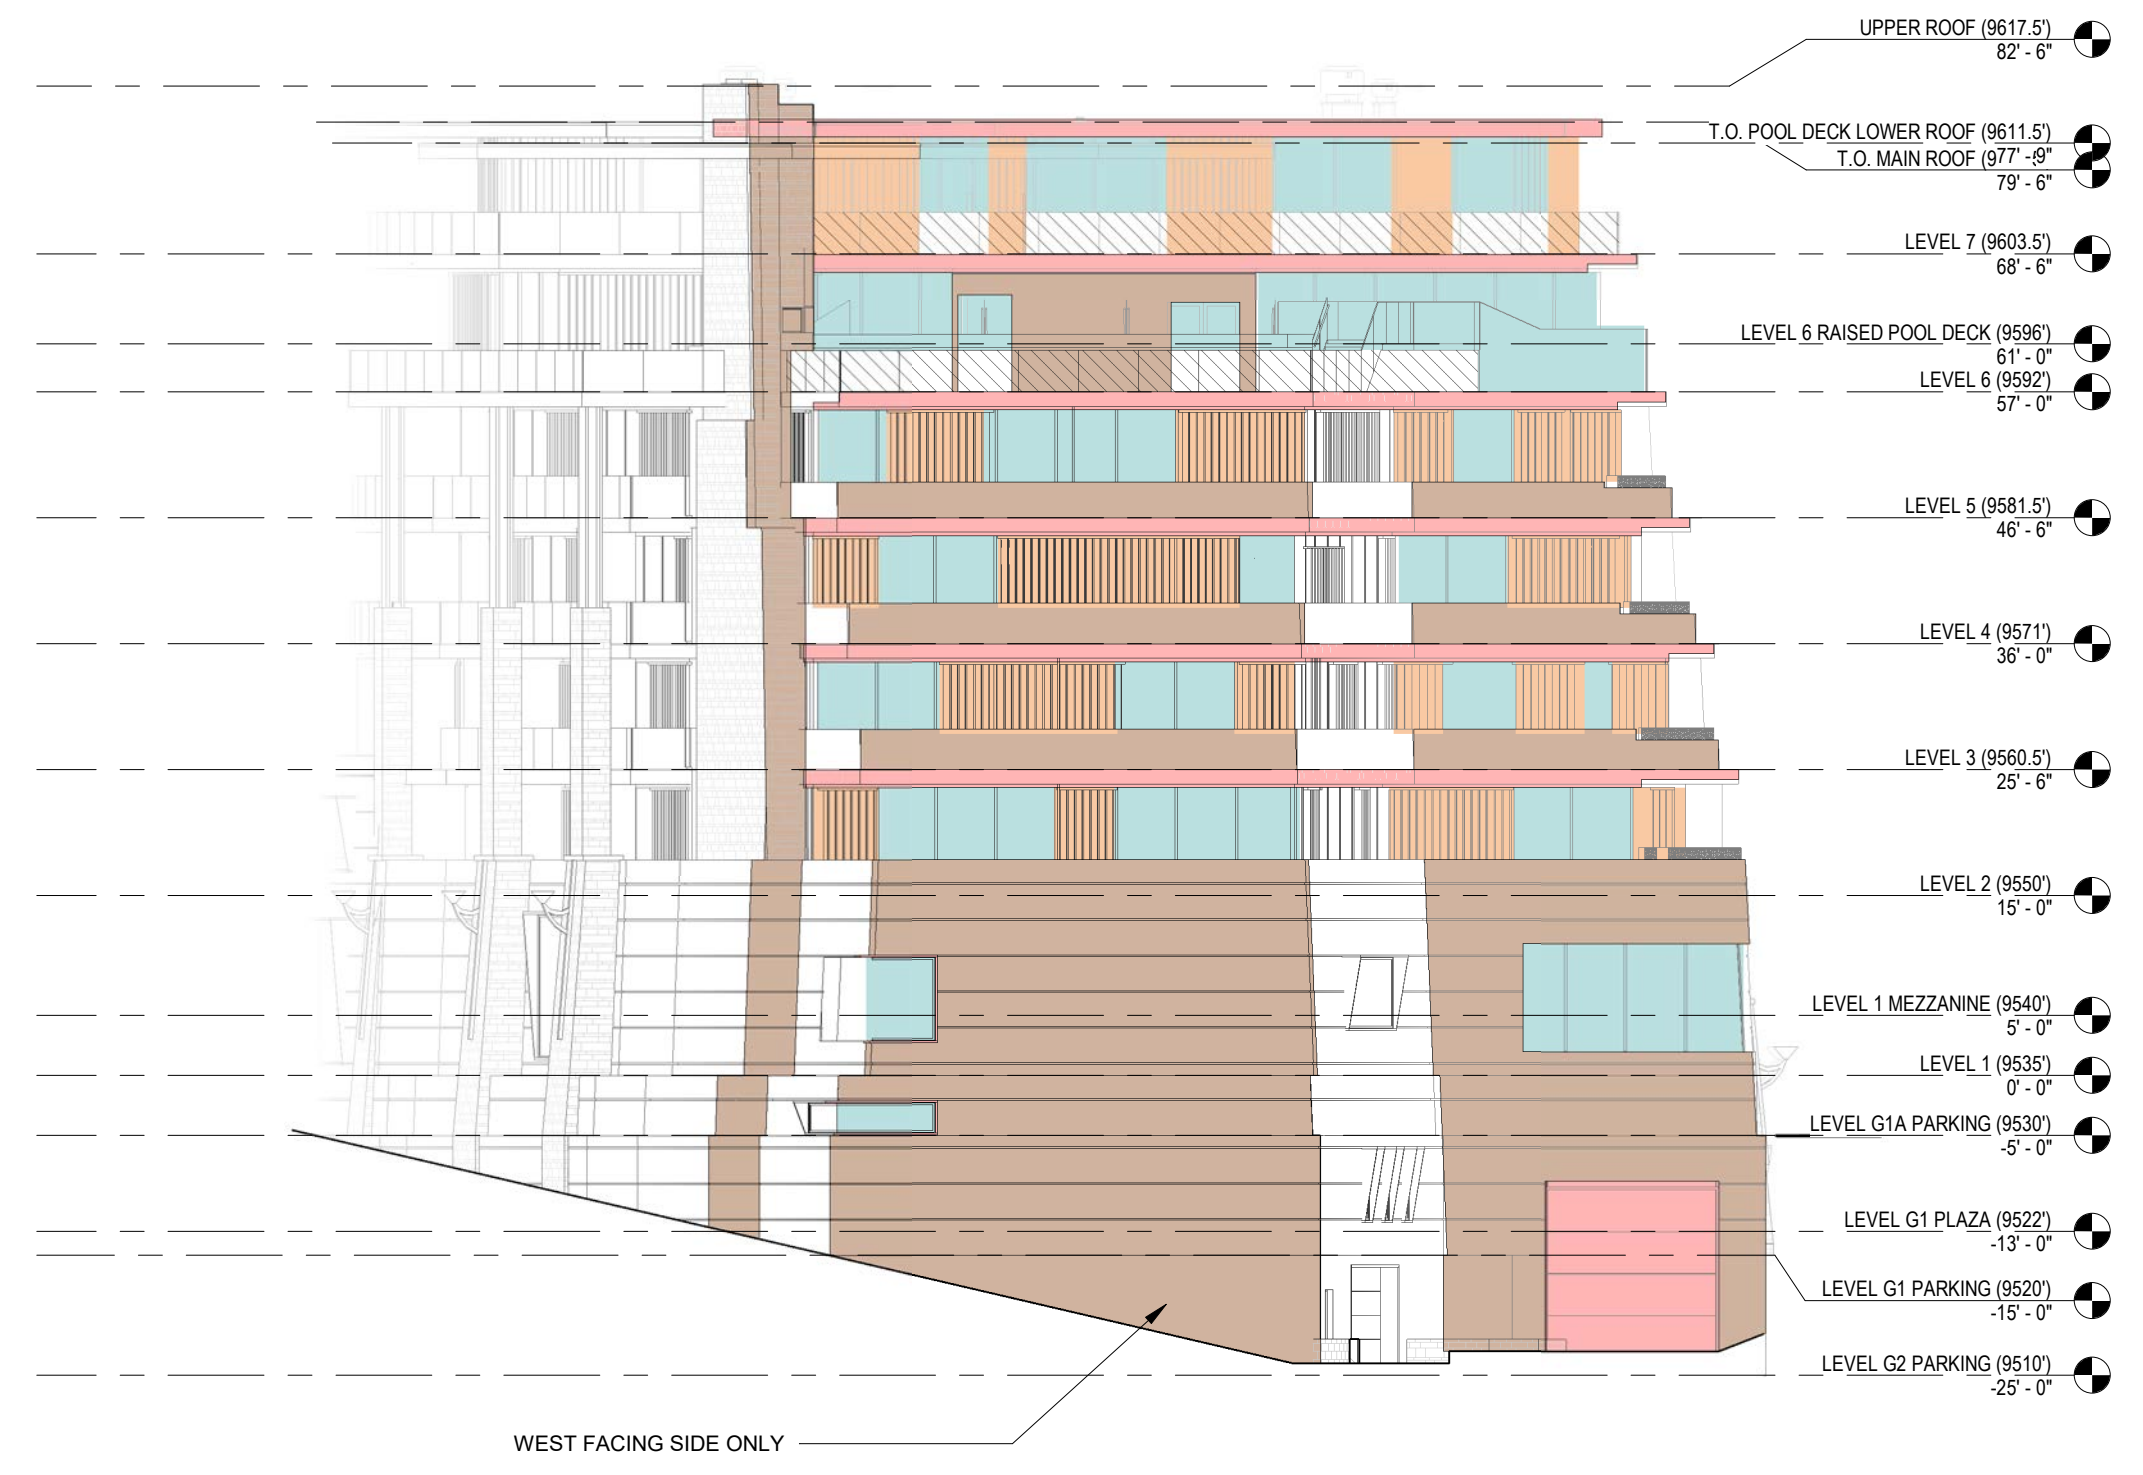 UPPER ROOF (9617.5')
82' - 6"
T.O. POOL DECK LOWER ROOF (9611.5')
77' - 9"
T.O. MAIN ROOF
79' - 6"
LEVEL 7 (9603.5')
68' - 6"
LEVEL 6 RAISED POOL DECK (9596')
61' - 0"
LEVEL 6 (9592')
57' - 0"
LEVEL 5 (9581.5')
46' - 6"
LEVEL 4 (9571')
36' - 0"
LEVEL 3 (9560.5')
25' - 6"
LEVEL 2 (9550')
15' - 0"
LEVEL 1 MEZZANINE (9540')
5' - 0"
LEVEL 1 (9535')
0' - 0"
LEVEL G1A PARKING (9530')
-5' - 0"
LEVEL G1 PLAZA (9522')
-13' - 0"
LEVEL G1 PARKING (9520')
-15' - 0"
LEVEL G2 PARKING (9510')
-25' - 0"
WEST FACING SIDE ONLY